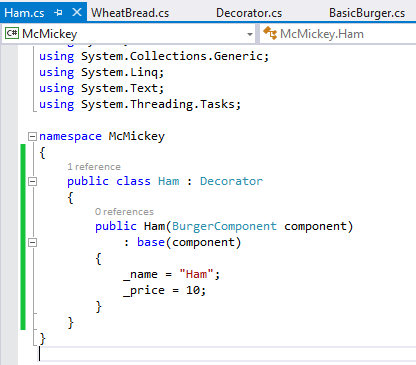 Ham.cs WheatBread.cs Decorator.cs BasicBurger.cs
C# McMickey McMickey.Ham
using System.Collections.Generic;
using System.Linq;
using System.Text;
using System.Threading.Tasks;
namespace McMickey
{
1 reference
public class Ham : Decorator
{
0 references
public Ham(BurgerComponent component)
: base(component)
{
_name = "Ham";
_price = 10;
}
}
}